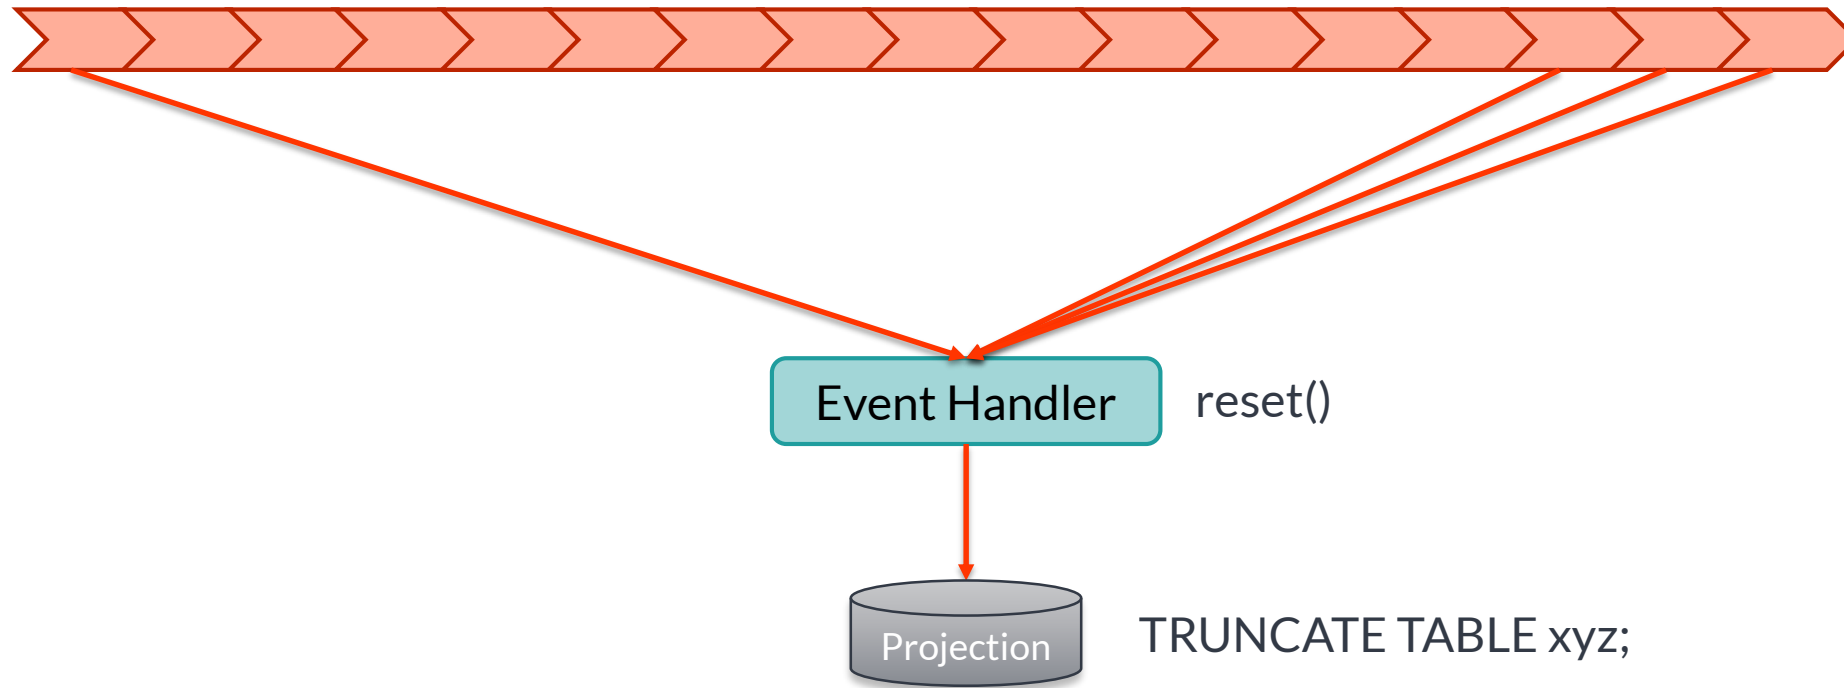 Event Handler
reset()
Projection
TRUNCATE TABLE xyz;